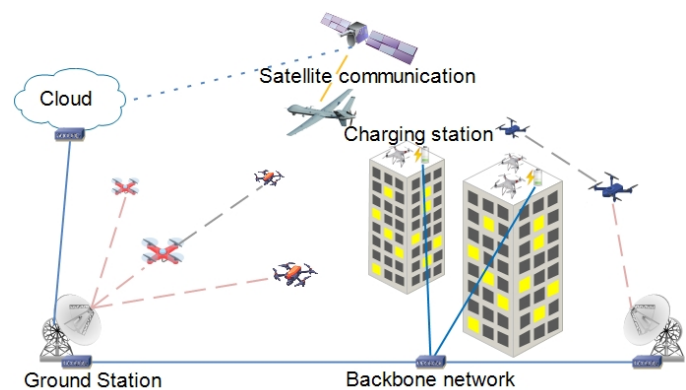 Satellite communication
Cloud
Charging station
Ground Station
Backbone network